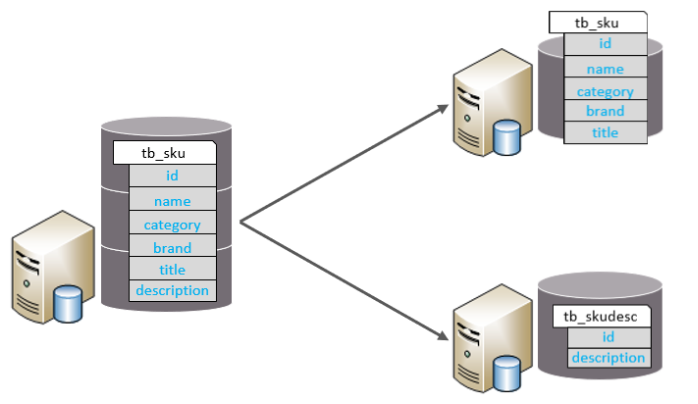 tb_sku
id
name
category
brand
title
description
tb_sku
id
name
category
brand
title
tb_skudesc
id
description